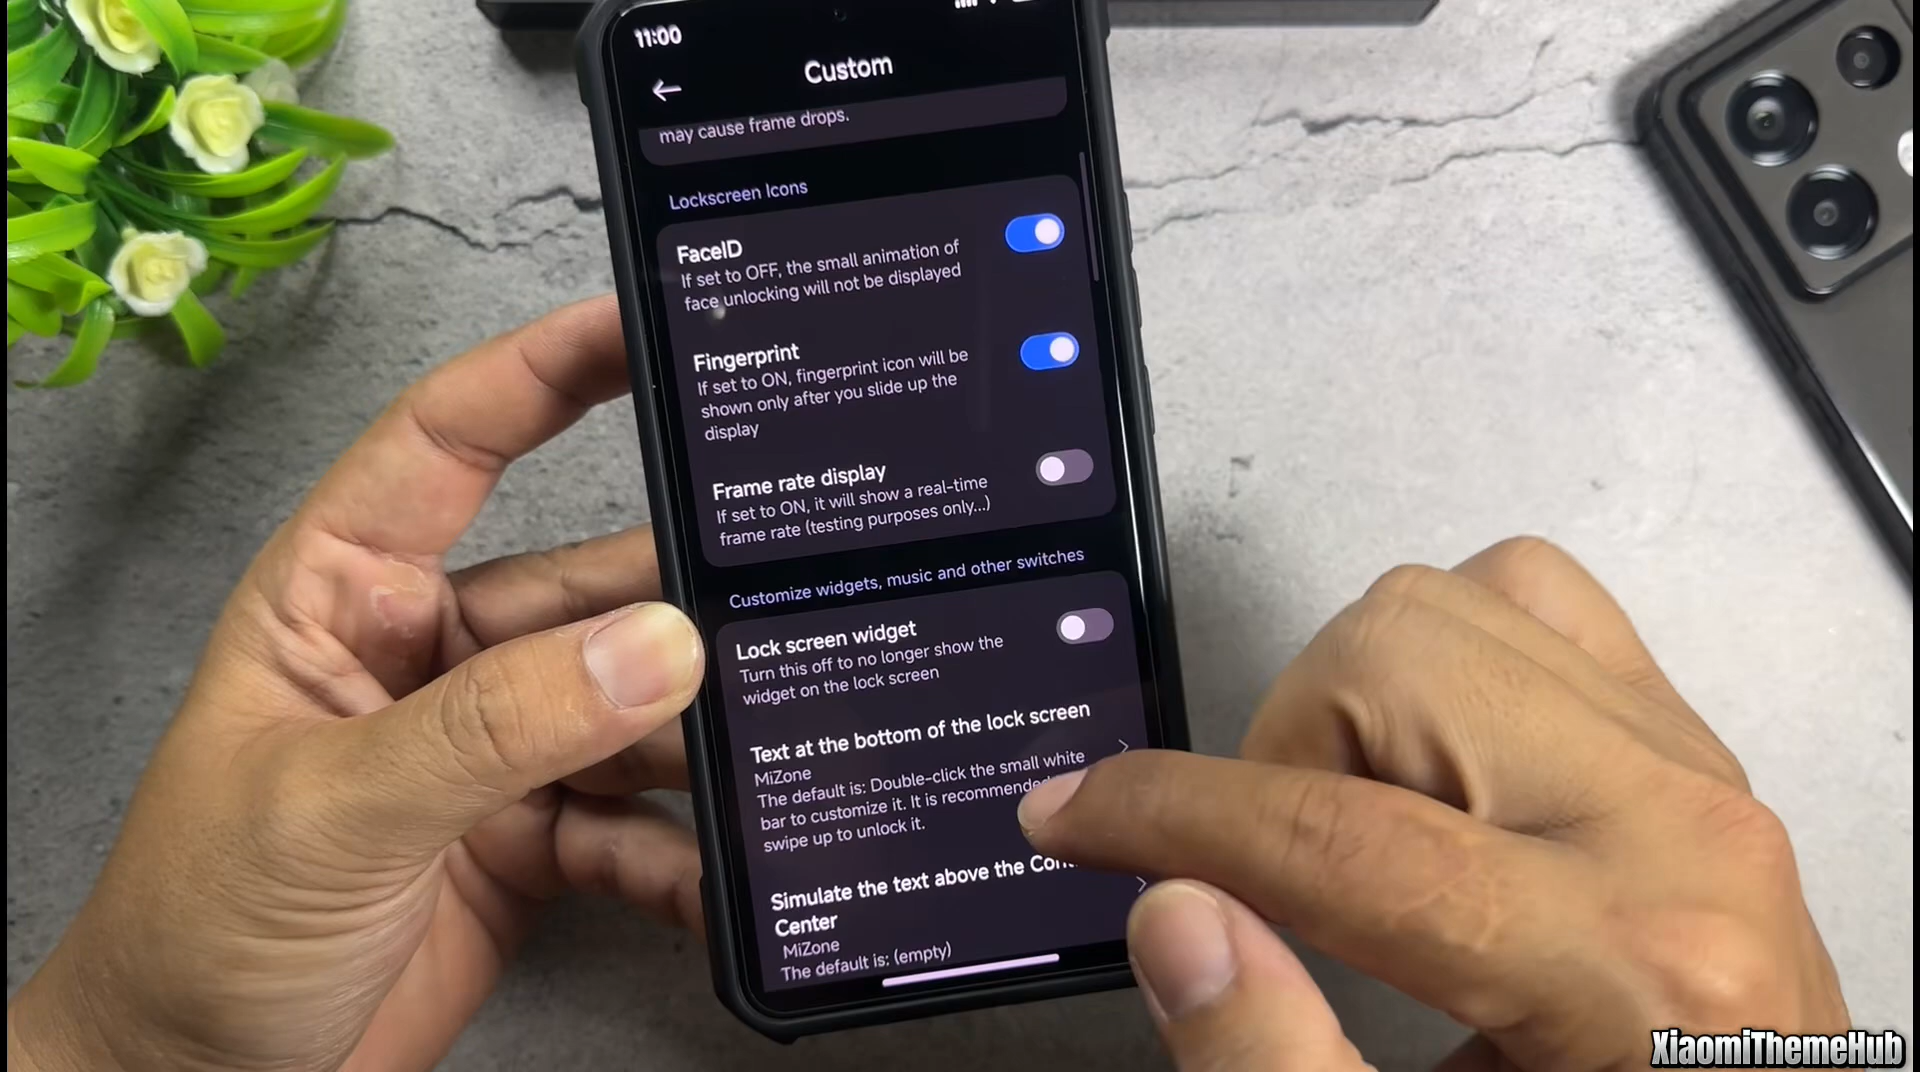 11:00
Custom
may cause frame drops.
Lockscreen Icons
FaceID
If set to OFF, the small animation of
face unlocking will not be displayed
Fingerprint
If set to ON, fingerprint icon will be
shown only after you slide up the
display
Frame rate display
If set to ON, it will show a real-time
frame rate (testing purposes only...)
Customize widgets, music and other switches
Lock screen widget
Turn this off to no longer show the
widget on the lock screen
Text at the bottom of the lock screen
MiZone
The default is: Double-click the small white
bar to customize it. It is recommended
swipe up to unlock it.
Simulate the text above the
Center
MiZone
The default is: (empty)
XiaomiThemeHub